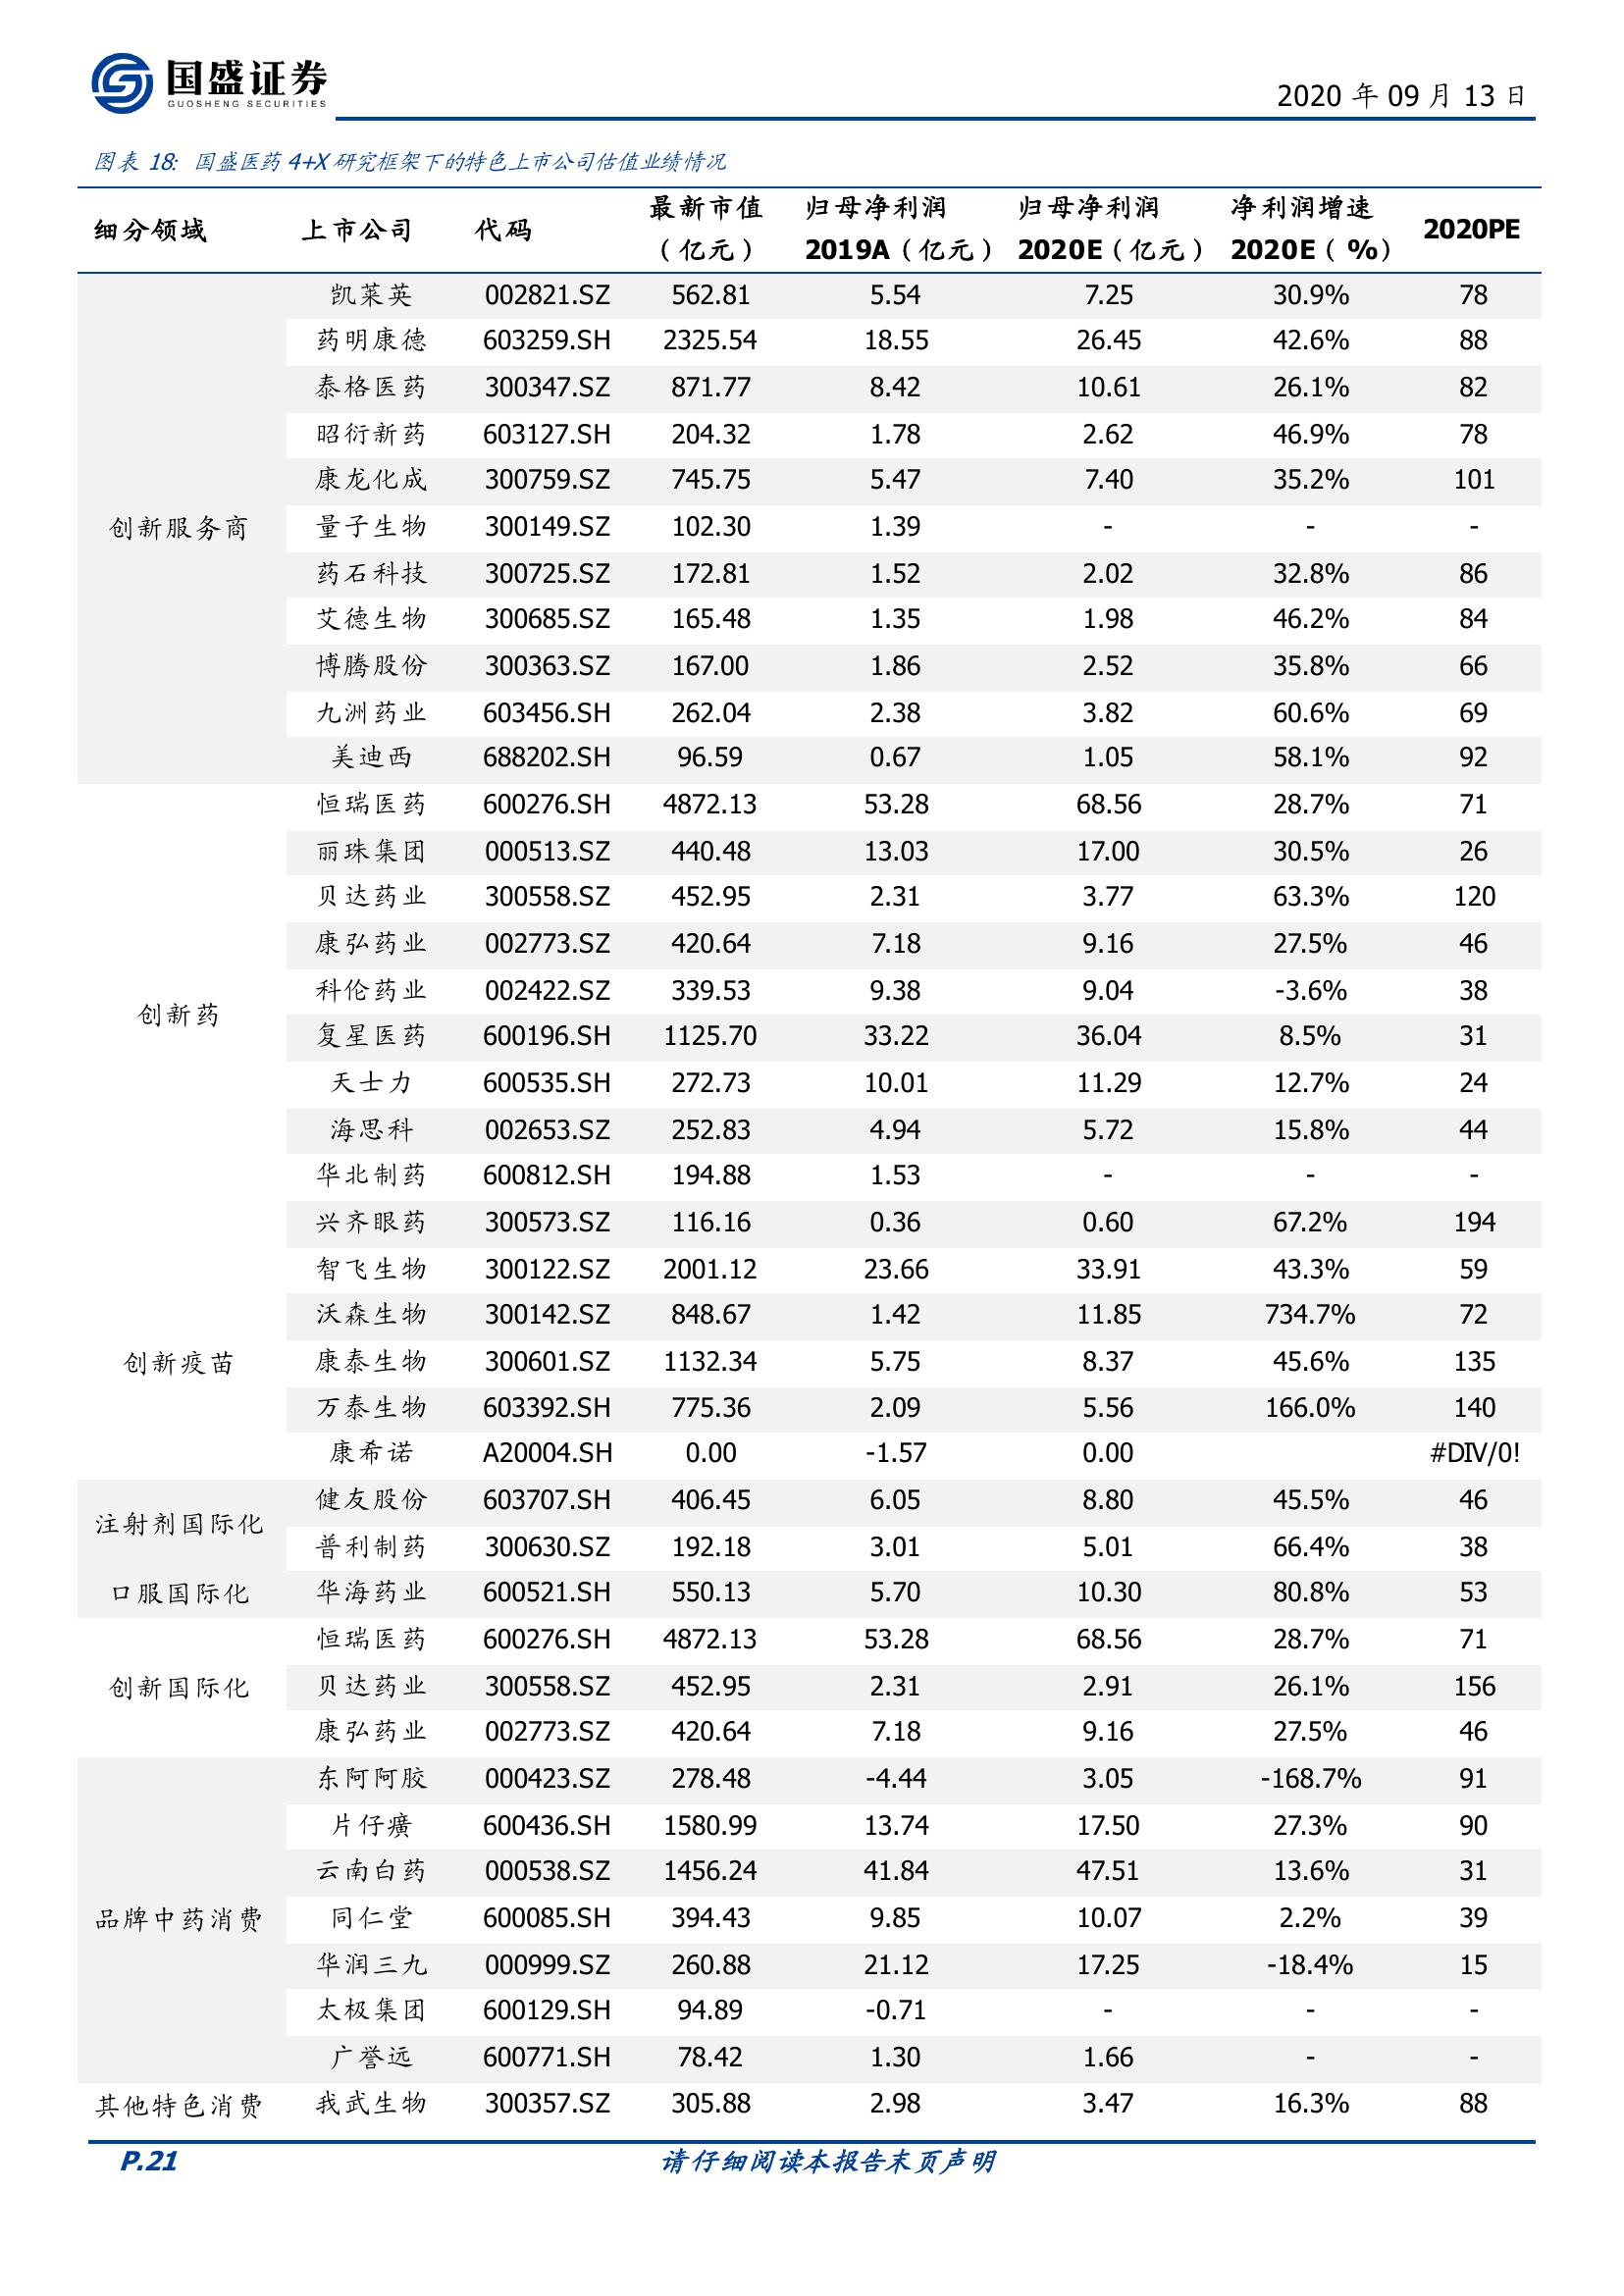 国盛证券
GUOSHENG SECURITIES
2020 年 09 月 13 日
图表 18: 国盛医药 4+X 研究框架下的特色上市公司估值业绩情况
细分领域 上市公司 代码 最新市值（亿元） 归母净利润 2019A（亿元） 归母净利润 2020E（亿元） 净利润增速 2020E（ %） 2020PE
创新服务商
凯莱英 002821.SZ 562.81 5.54 7.25 30.9% 78
药明康德 603259.SH 2325.54 18.55 26.45 42.6% 88
泰格医药 300347.SZ 871.77 8.42 10.61 26.1% 82
昭衍新药 603127.SH 204.32 1.78 2.62 46.9% 78
康龙化成 300759.SZ 745.75 5.47 7.40 35.2% 101
量子生物 300149.SZ 102.30 1.39 - - -
药石科技 300725.SZ 172.81 1.52 2.02 32.8% 86
艾德生物 300685.SZ 165.48 1.35 1.98 46.2% 84
博腾股份 300363.SZ 167.00 1.86 2.52 35.8% 66
九洲药业 603456.SH 262.04 2.38 3.82 60.6% 69
美迪西 688202.SH 96.59 0.67 1.05 58.1% 92
创新药
恒瑞医药 600276.SH 4872.13 53.28 68.56 28.7% 71
丽珠集团 000513.SZ 440.48 13.03 17.00 30.5% 26
贝达药业 300558.SZ 452.95 2.31 3.77 63.3% 120
康弘药业 002773.SZ 420.64 7.18 9.16 27.5% 46
科伦药业 002422.SZ 339.53 9.38 9.04 -3.6% 38
复星医药 600196.SH 1125.70 33.22 36.04 8.5% 31
天士力 600535.SH 272.73 10.01 11.29 12.7% 24
海思科 002653.SZ 252.83 4.94 5.72 15.8% 44
华北制药 600812.SH 194.88 1.53 - - -
兴齐眼药 300573.SZ 116.16 0.36 0.60 67.2% 194
创新疫苗
智飞生物 300122.SZ 2001.12 23.66 33.91 43.3% 59
沃森生物 300142.SZ 848.67 1.42 11.85 734.7% 72
康泰生物 300601.SZ 1132.34 5.75 8.37 45.6% 135
万泰生物 603392.SH 775.36 2.09 5.56 166.0% 140
康希诺 A20004.SH 0.00 -1.57 0.00 #DIV/0!
注射剂国际化
健友股份 603707.SH 406.45 6.05 8.80 45.5% 46
普利制药 300630.SZ 192.18 3.01 5.01 66.4% 38
口服国际化 华海药业 600521.SH 550.13 5.70 10.30 80.8% 53
创新国际化
恒瑞医药 600276.SH 4872.13 53.28 68.56 28.7% 71
贝达药业 300558.SZ 452.95 2.31 2.91 26.1% 156
康弘药业 002773.SZ 420.64 7.18 9.16 27.5% 46
品牌中药消费
东阿阿胶 000423.SZ 278.48 -4.44 3.05 -168.7% 91
片仔癀 600436.SH 1580.99 13.74 17.50 27.3% 90
云南白药 000538.SZ 1456.24 41.84 47.51 13.6% 31
同仁堂 600085.SH 394.43 9.85 10.07 2.2% 39
华润三九 000999.SZ 260.88 21.12 17.25 -18.4% 15
太极集团 600129.SH 94.89 -0.71 - - -
广誉远 600771.SH 78.42 1.30 1.66 - -
其他特色消费 我武生物 300357.SZ 305.88 2.98 3.47 16.3% 88
P.21 请仔细阅读本报告末页声明